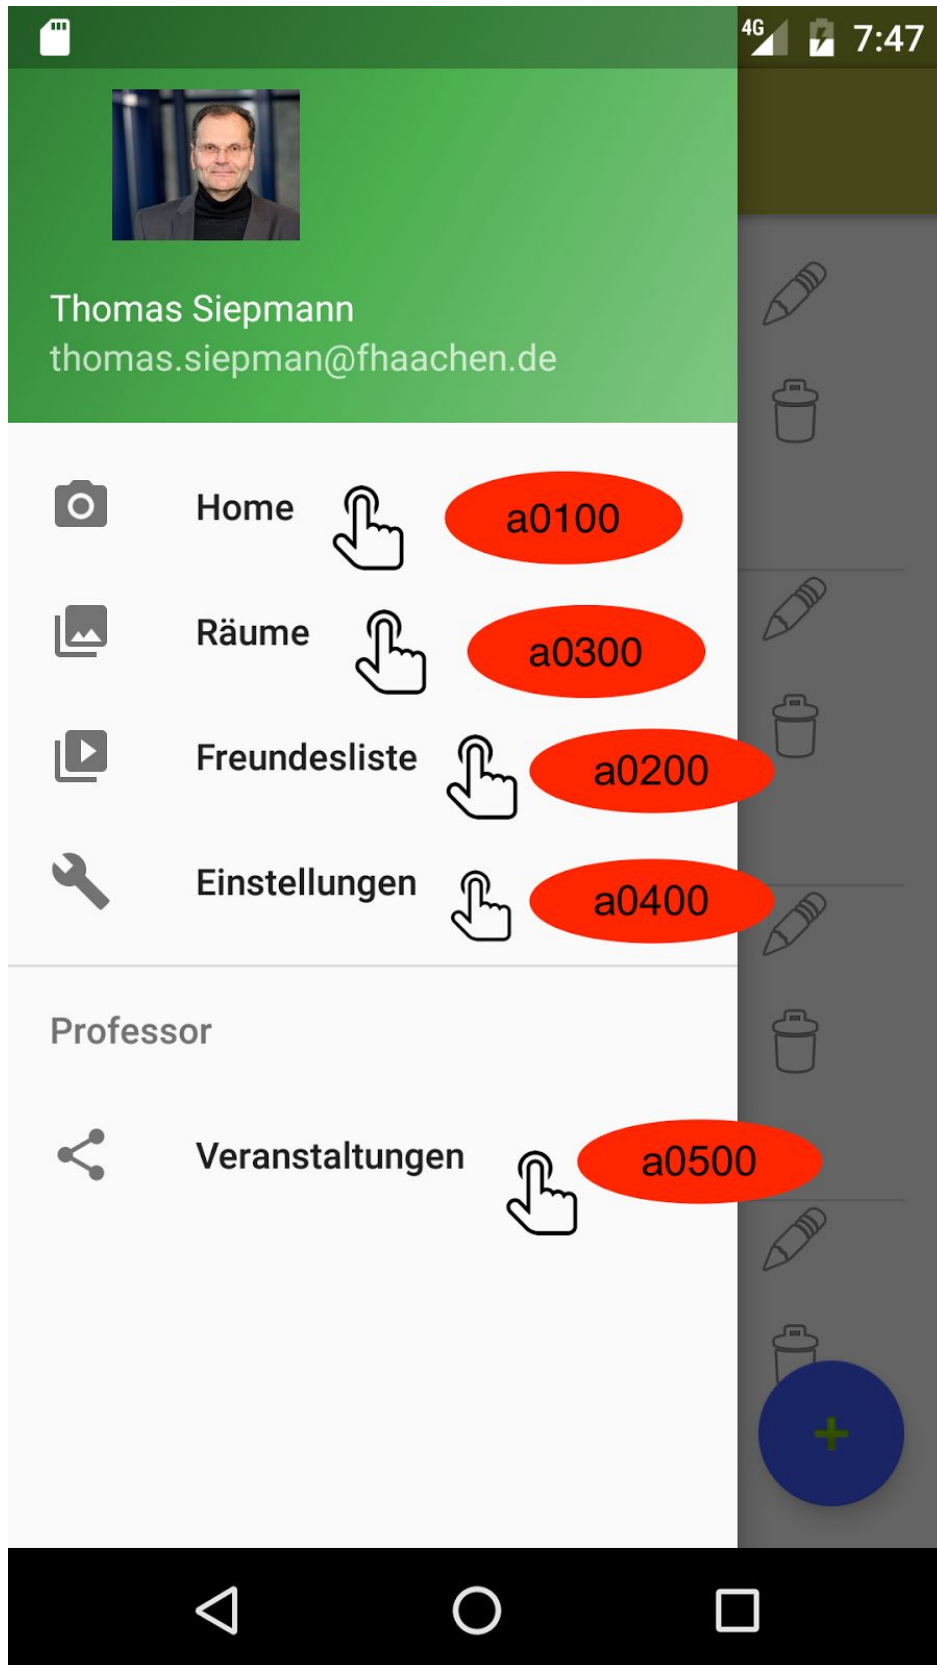 4G 7:47
Thomas Siepmann
thomas.siepman@fhaachen.de
Home a0100
Räume a0300
Freundesliste a0200
Einstellungen a0400
Professor
Veranstaltungen a0500